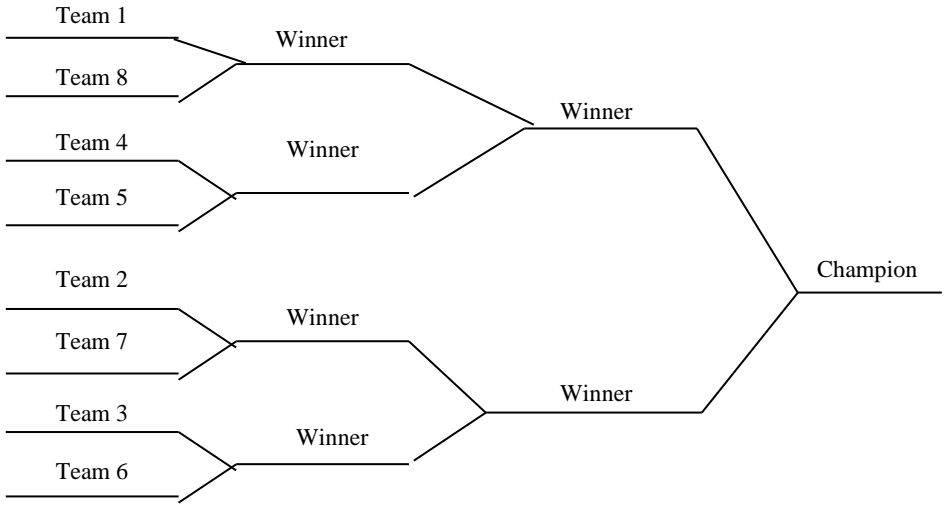 Team 1
Winner
Team 8
Winner
Team 4
Winner
Team 5
Champion
Team 2
Winner
Team 7
Winner
Team 3
Winner
Team 6